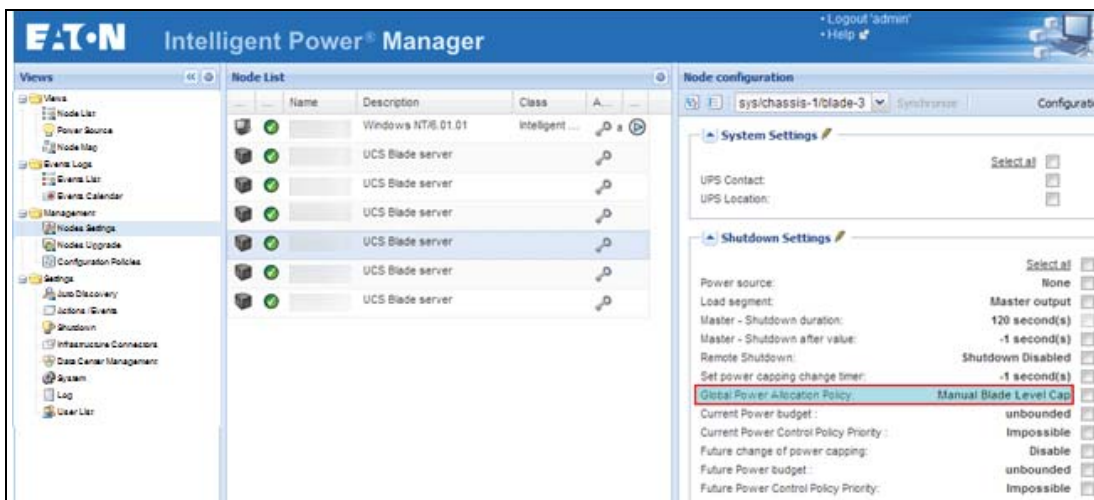 EATON Intelligent Power® Manager
•Logout 'admin'
•Help
Views
Views
Node List
Power Source
Node Map
Events Logs
Events List
Events Calendar
Management
Nodes Settings
Nodes Upgrade
Configuration Policies
Settings
Auto Discovery
Actions /Events
Shutdown
Infrastructure Connectors
Data Center Management
System
Log
User List
Node List
... ... Name Description Class A... ...
Windows NT/6.01.01 Intelligent ...
UCS Blade server
UCS Blade server
UCS Blade server
UCS Blade server
UCS Blade server
UCS Blade server
Node configuration
sys/chassis-1/blade-3 Synchronize Configurati
System Settings
Select all
UPS Contact:
UPS Location:
Shutdown Settings
Select all
Power source: None
Load segment: Master output
Master - Shutdown duration: 120 second(s)
Master - Shutdown after value: -1 second(s)
Remote Shutdown: Shutdown Disabled
Set power capping change timer: -1 second(s)
Global Power Allocation Policy: Manual Blade Level Cap
Current Power budget : unbounded
Current Power Control Policy Priority : Impossible
Future change of power capping: Disable
Future Power budget : unbounded
Future Power Control Policy Priority: Impossible